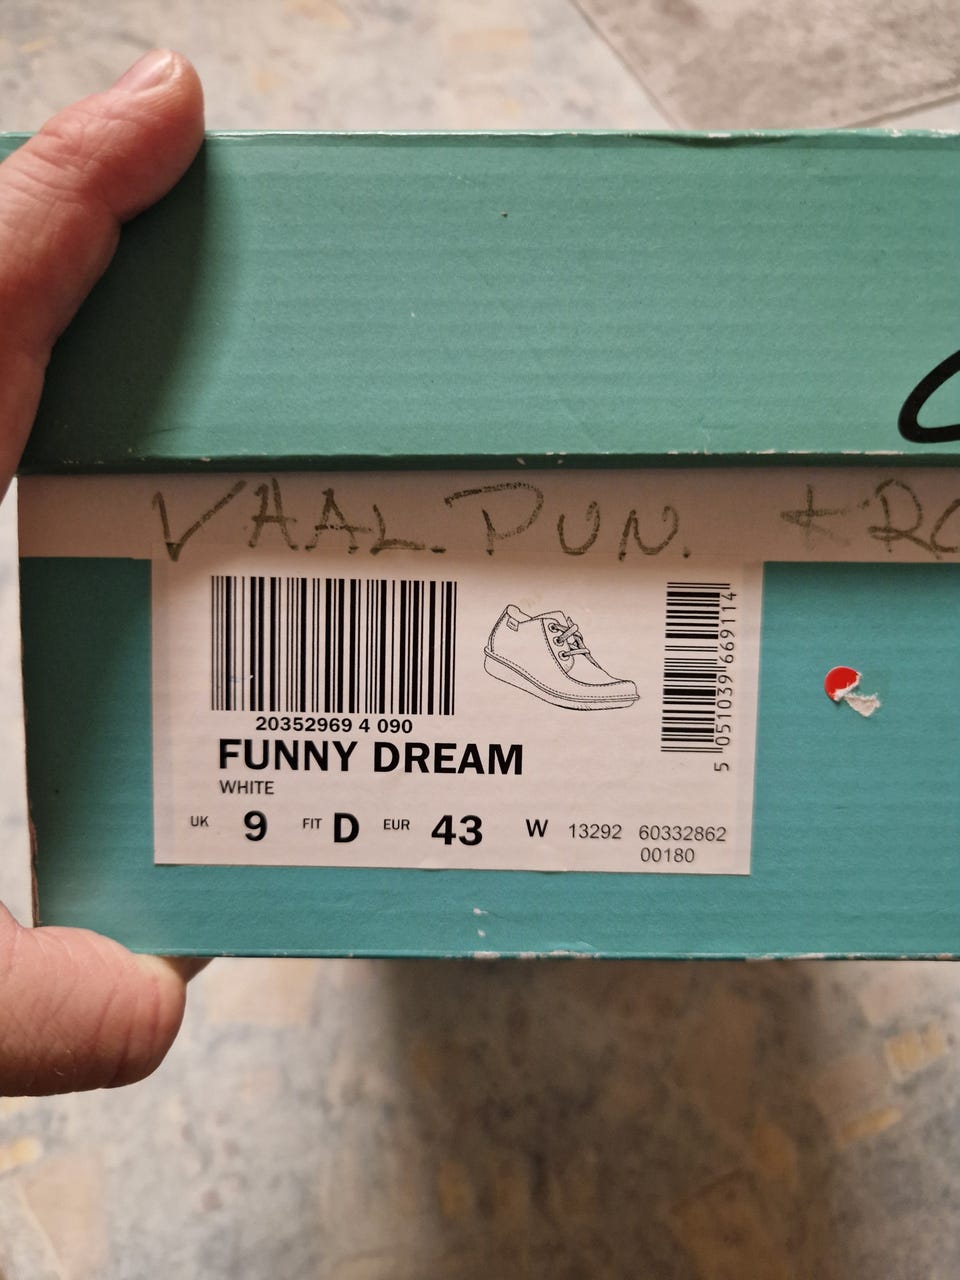 VAAL. PUN. KRO
20352969 4 090
FUNNY DREAM
WHITE
UK 9 FIT D EUR 43 W 13292 60332862
00180
5 051039 669114